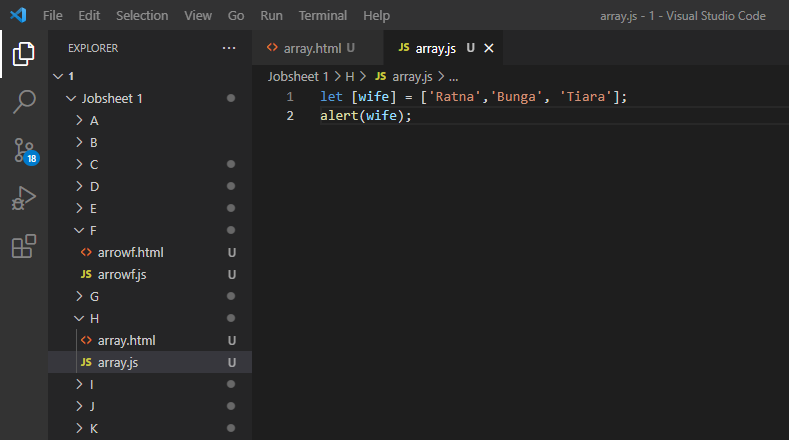 File Edit Selection View Go Run Terminal Help array.js - 1 - Visual Studio Code
EXPLORER ···
<> array.html U JS array.js U ×
1
Jobsheet 1 > H > JS array.js > ...
1 let [wife] = ['Ratna','Bunga', 'Tiara'];
2 alert(wife);
Jobsheet 1
A
B
C
D
E
F
<> arrowf.html U
JS arrowf.js U
G
H
<> array.html U
JS array.js U
I
J
K
18